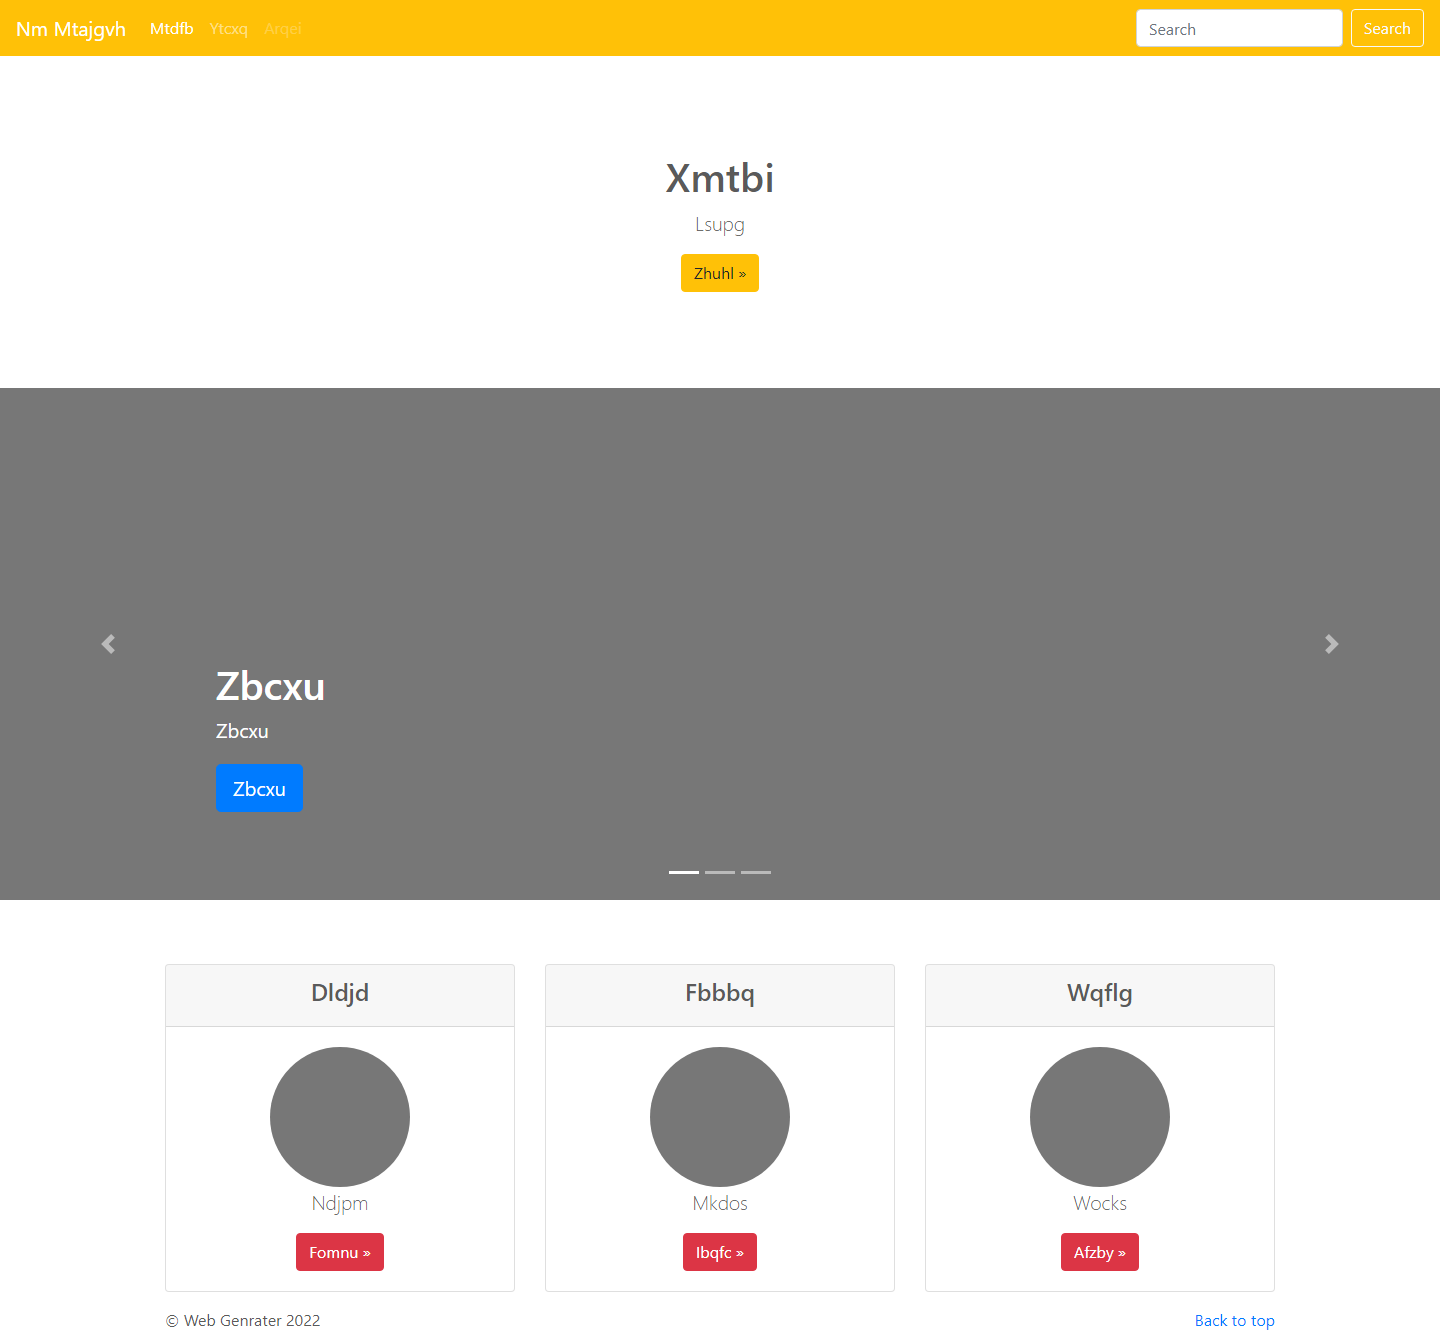 Nm Mtajgvh Mtdfb Ytcxq Arqei Search Search
Xmtbi
Lsupg
Zhuhl »
Zbcxu
Zbcxu
Zbcxu
Dldjd Fbbbq Wqflg
Ndjpm Mkdos Wocks
Fomnu » Ibqfc » Afzby »
© Web Genrater 2022 Back to top